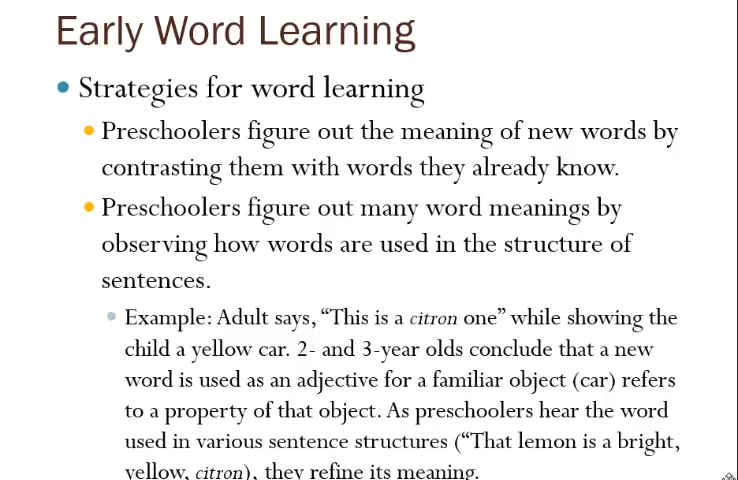 Early Word Learning
Strategies for word learning
Preschoolers figure out the meaning of new words by
contrasting them with words they already know.
Preschoolers figure out many word meanings by
observing how words are used in the structure of
sentences.
Example: Adult says, “This is a citron one” while showing the
child a yellow car. 2- and 3-year olds conclude that a new
word is used as an adjective for a familiar object (car) refers
to a property of that object. As preschoolers hear the word
used in various sentence structures (“That lemon is a bright,
yellow, citron), they refine its meaning.